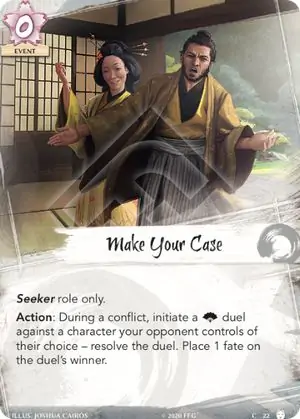 0
EVENT
Make Your Case
Seeker role only.
Action: During a conflict, initiate a duel
against a character your opponent controls of
their choice – resolve the duel. Place 1 fate
on the duel's winner.
ILLUS. JOSHUA CAIROS © 2020 FFG C 22